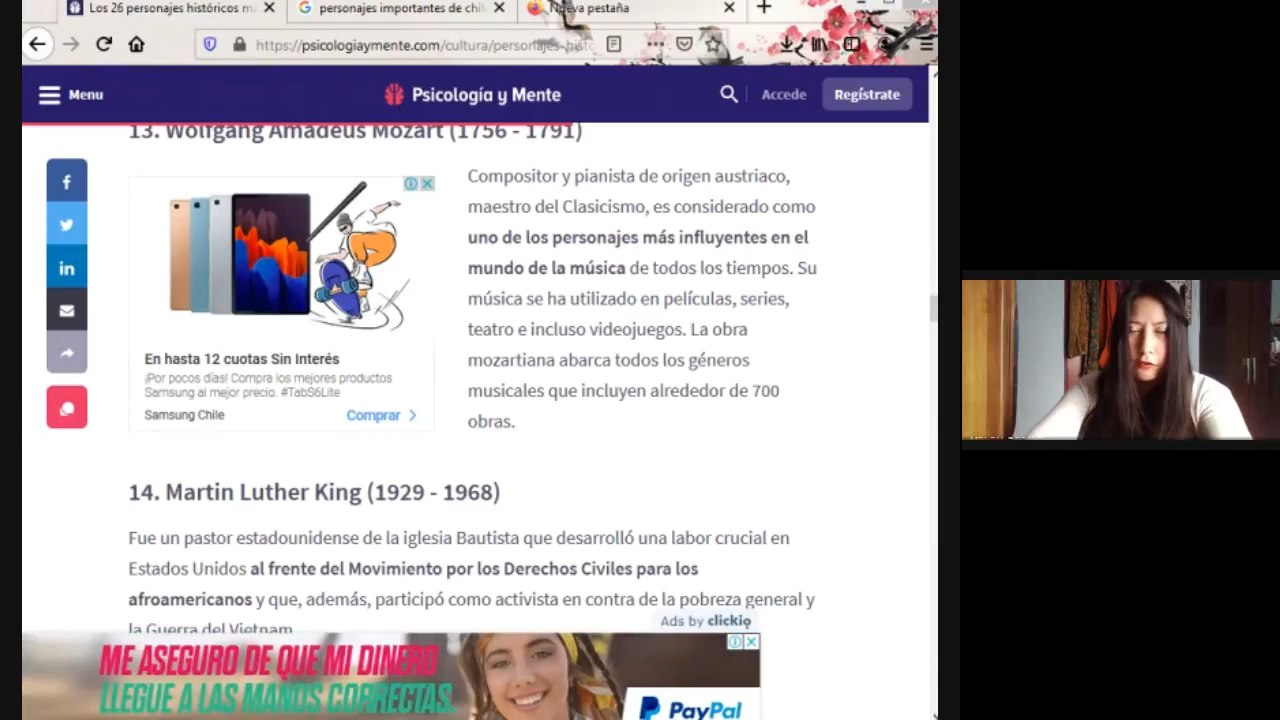 Los 26 personajes históricos m
personajes importantes de chil
Nueva pestaña
https://psicologiaymente.com/cultura/personajes-histo
Menu
Psicología y Mente
Accede
Regístrate
13. Wolfgang Amadeus Mozart (1756 - 1791)
Compositor y pianista de origen austriaco,
maestro del Clasicismo, es considerado como
uno de los personajes más influyentes en el
mundo de la música de todos los tiempos. Su
música se ha utilizado en películas, series,
teatro e incluso videojuegos. La obra
mozartiana abarca todos los géneros
musicales que incluyen alrededor de 700
obras.
En hasta 12 cuotas Sin Interés
¡Por pocos días! Compra los mejores productos
Samsung al mejor precio. #TabS6Lite
Samsung Chile
Comprar
14. Martin Luther King (1929 - 1968)
Fue un pastor estadounidense de la iglesia Bautista que desarrolló una labor crucial en
Estados Unidos al frente del Movimiento por los Derechos Civiles para los
afroamericanos y que, además, participó como activista en contra de la pobreza general y
la Guerra del Vietnam
Ads by clickio
ME ASEGURO DE QUE MI DINERO
LLEGUE A LAS MANOS CORRECTAS.
PayPal